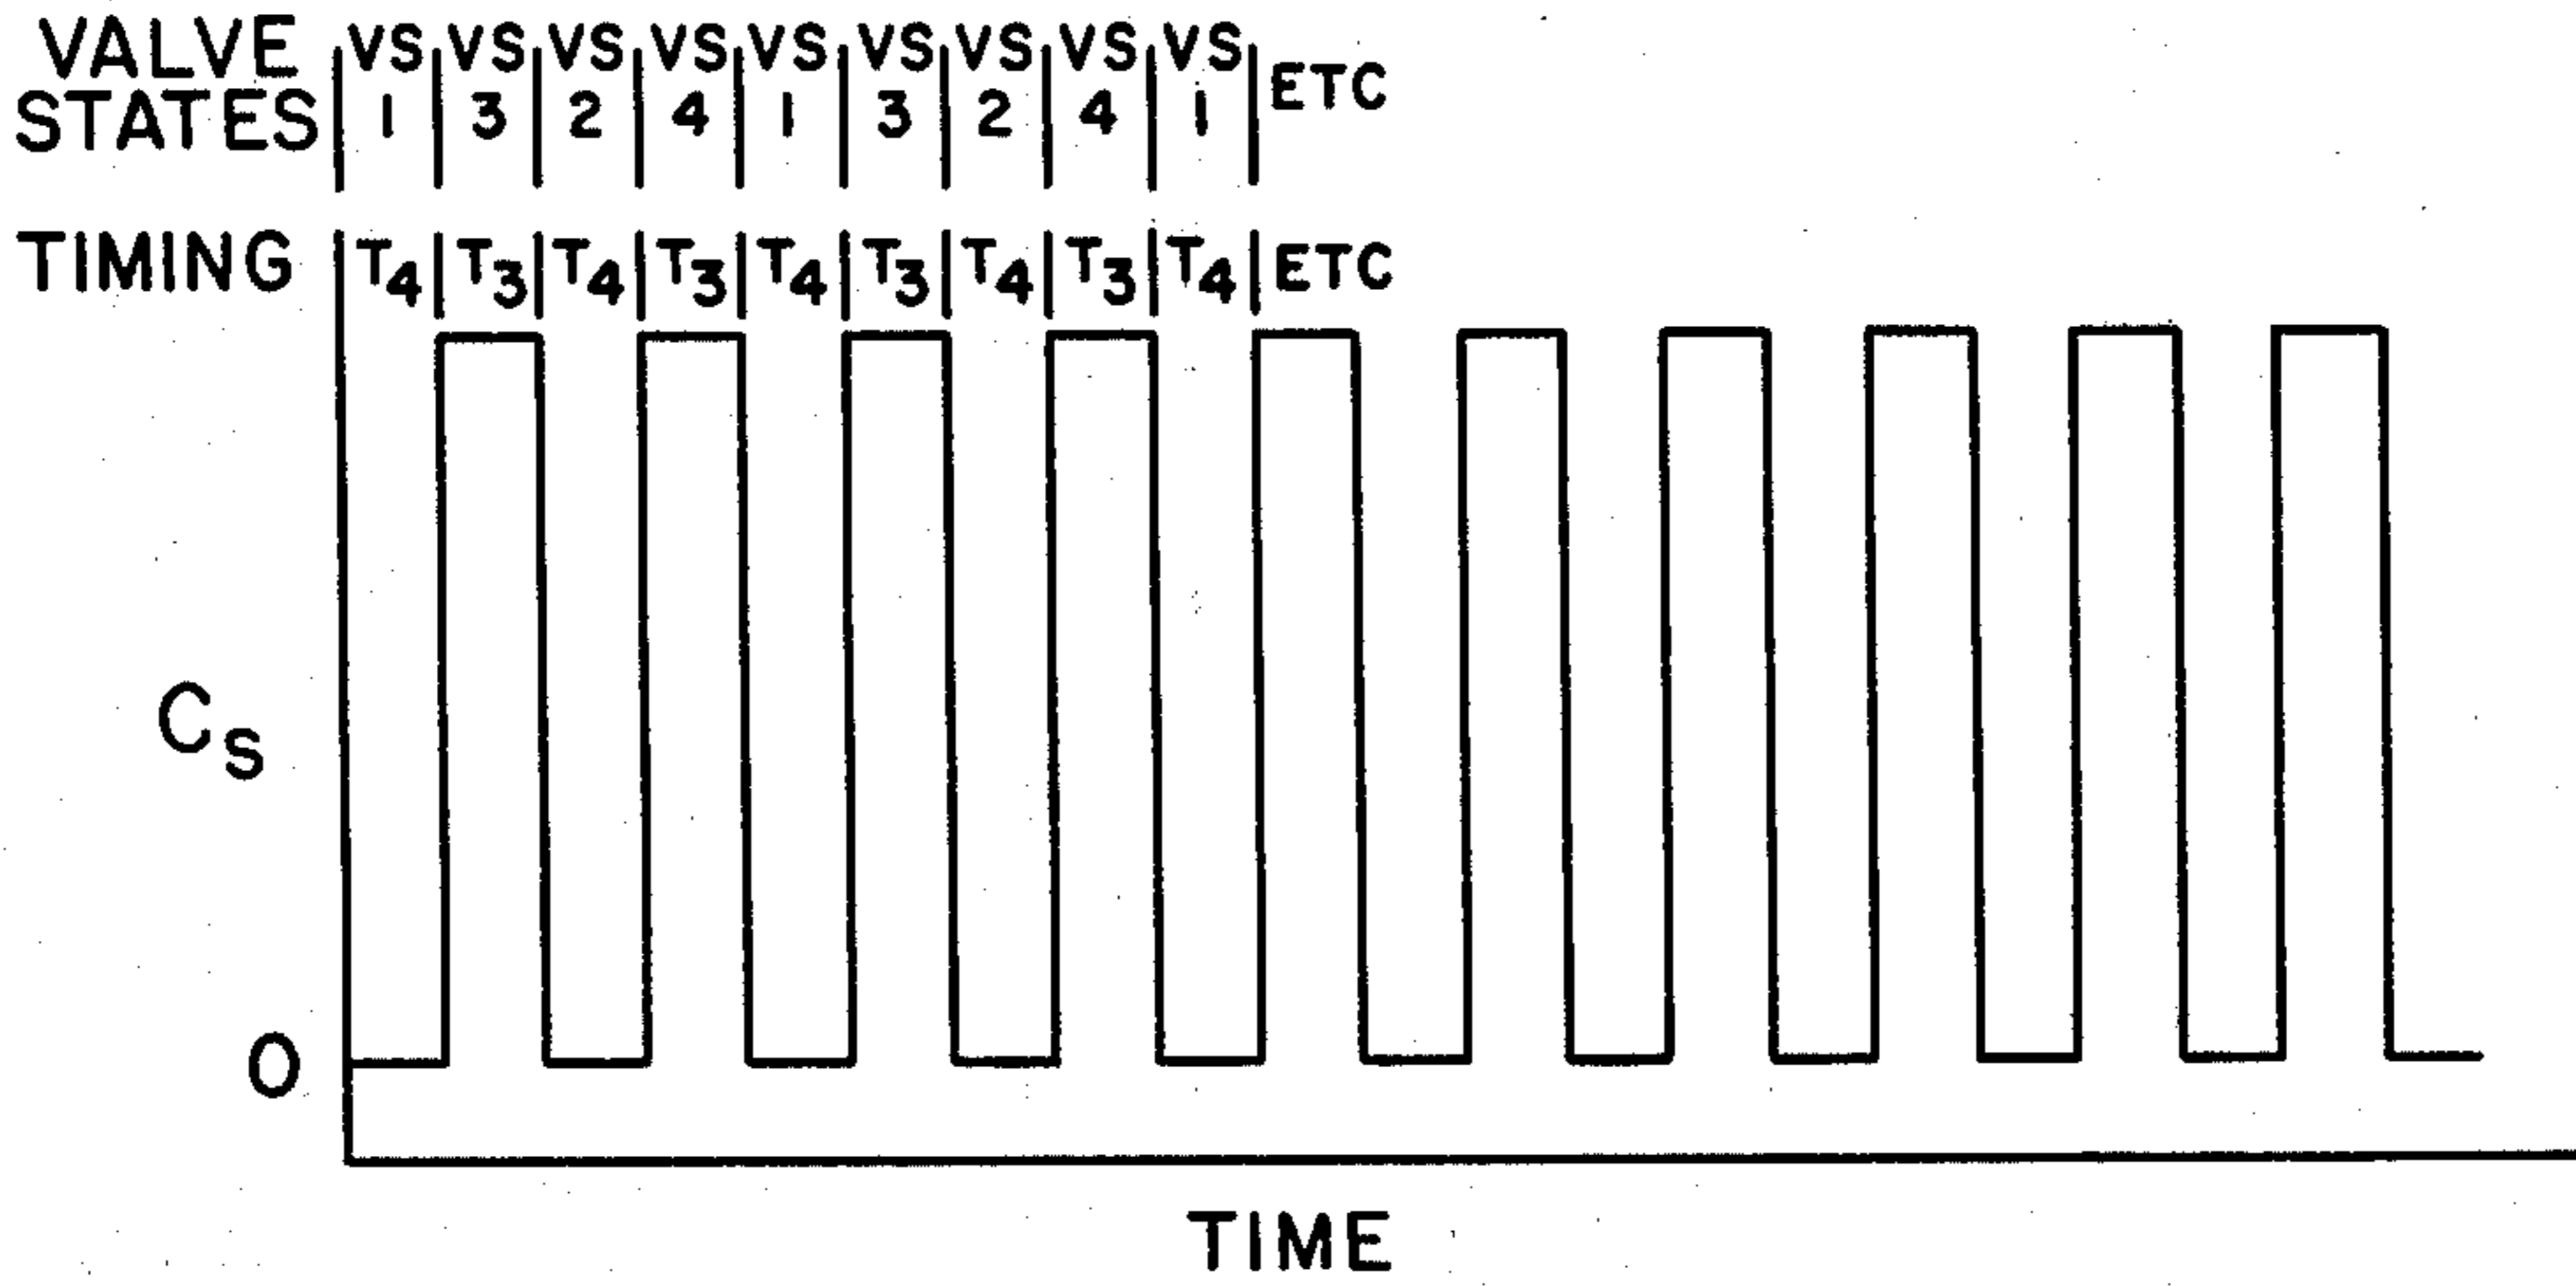 VALVE STATES
VS 1 VS 3 VS 2 VS 4 VS 1 VS 3 VS 2 VS 4 VS 1 ETC
TIMING T4 T3 T4 T3 T4 T3 T4 T3 T4 ETC
CS
0
TIME